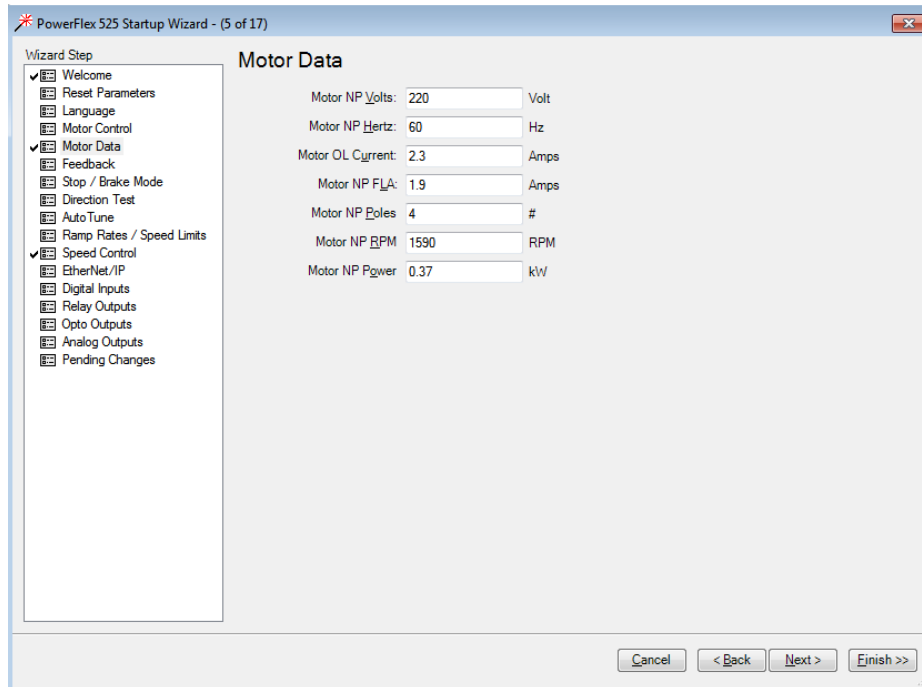 PowerFlex 525 Startup Wizard - (5 of 17)
Wizard Step
Welcome
Reset Parameters
Language
Motor Control
Motor Data
Feedback
Stop / Brake Mode
Direction Test
AutoTune
Ramp Rates / Speed Limits
Speed Control
EtherNet/IP
Digital Inputs
Relay Outputs
Opto Outputs
Analog Outputs
Pending Changes
Motor Data
Motor NP Volts: 220 Volt
Motor NP Hertz: 60 Hz
Motor OL Current: 2.3 Amps
Motor NP FLA: 1.9 Amps
Motor NP Poles 4 #
Motor NP RPM 1590 RPM
Motor NP Power 0.37 kW
Cancel < Back Next > Finish >>